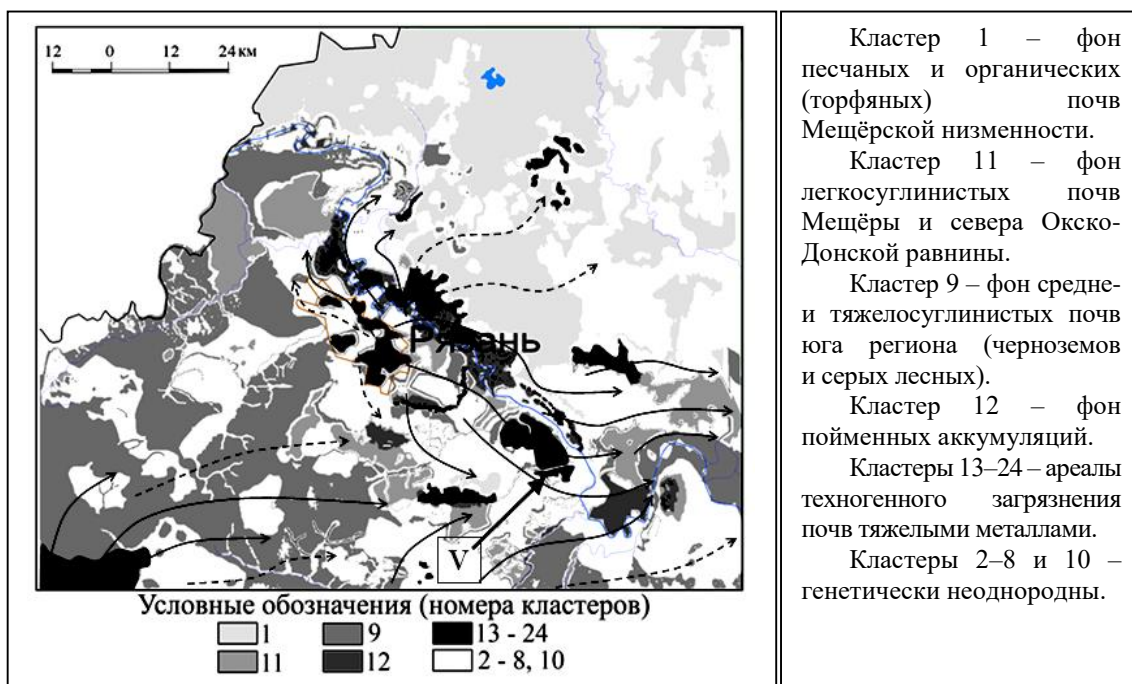 12 0 12 24 км
Рязань
V
Условные обозначения (номера кластеров)
1 9 13 - 24
11 12 2 - 8, 10
Кластер 1 – фон
песчаных и органических
(торфяных) почв
Мещёрской низменности.
Кластер 11 – фон
легкосуглинистых почв
Мещёры и севера Окско-
Донской равнины.
Кластер 9 – фон средне-
и тяжелосуглинистых почв
юга региона (черноземов
и серых лесных).
Кластер 12 – фон
пойменных аккумуляций.
Кластеры 13–24 – ареалы
техногенного загрязнения
почв тяжелыми металлами.
Кластеры 2–8 и 10 –
генетически неоднородны.